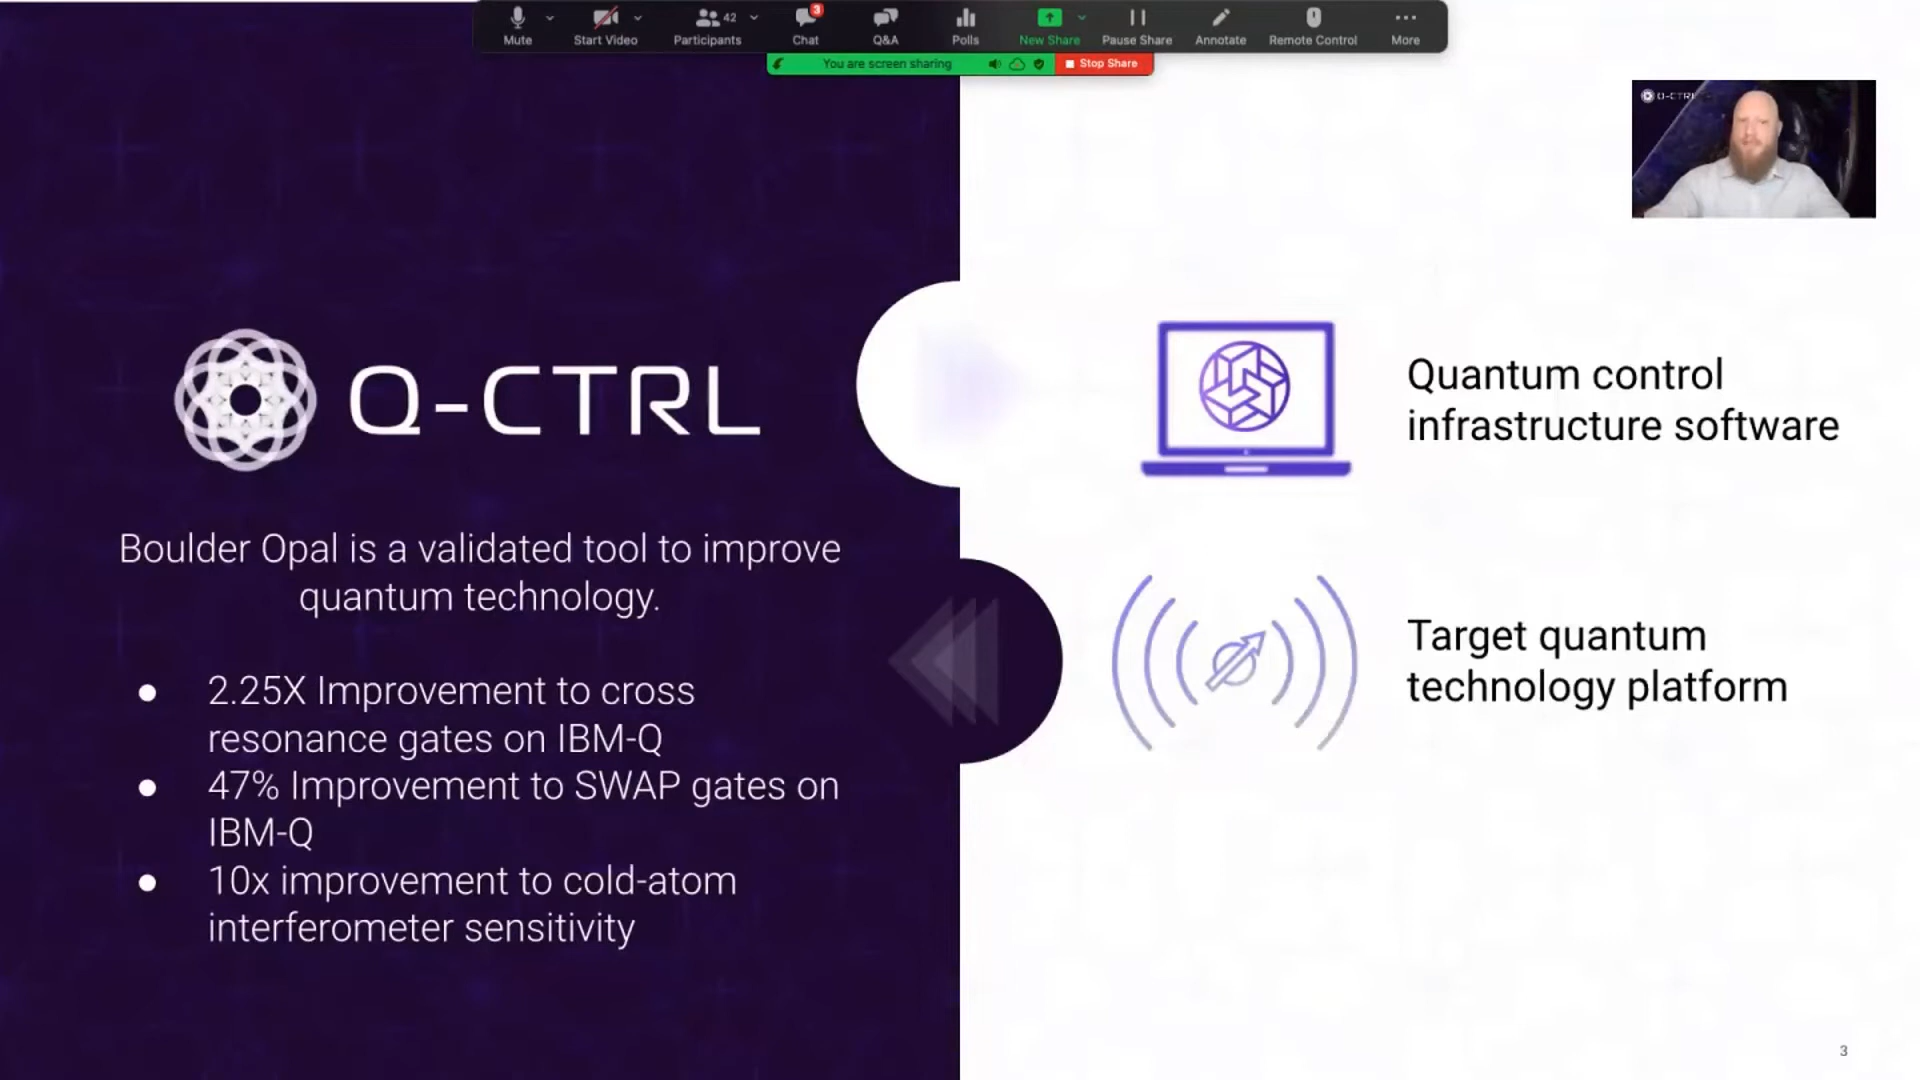 Mute
Start Video
42
Participants
3
Chat
Q&A
Polls
New Share
Pause Share
Annotate
Remote Control
More
You are screen sharing
Stop Share
Q-CTRL
Q-CTRL
Boulder Opal is a validated tool to improve
quantum technology.
● 2.25X Improvement to cross
resonance gates on IBM-Q
● 47% Improvement to SWAP gates on
IBM-Q
● 10x improvement to cold-atom
interferometer sensitivity
Quantum control
infrastructure software
Target quantum
technology platform
3